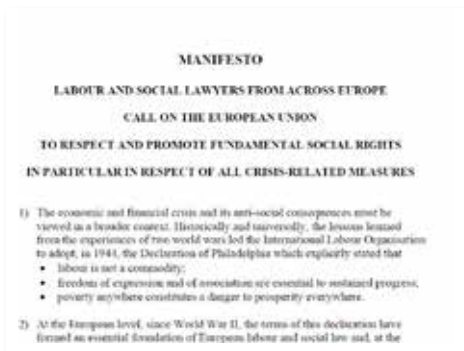 MANIFESTO
LABOUR AND SOCIAL LAWYERS FROM ACROSS EUROPE
CALL ON THE EUROPEAN UNION
TO RESPECT AND PROMOTE FUNDAMENTAL SOCIAL RIGHTS
IN PARTICULAR IN RESPECT OF ALL CRISIS-RELATED MEASURES
1) The economic and financial crisis and its anti-social consequences must be
viewed in a broader context. Historically and universally, the lessons learned
from the experiences of two world wars led the International Labour Organisation
to adopt, in 1944, the Declaration of Philadelphia which explicitly stated that
• labour is not a commodity;
• freedom of expression and of association are essential to sustained progress;
• poverty anywhere constitutes a danger to prosperity everywhere.
2) At the European level, since World War II, the terms of this declaration have
formed an essential foundation of European labour and social law and, at the